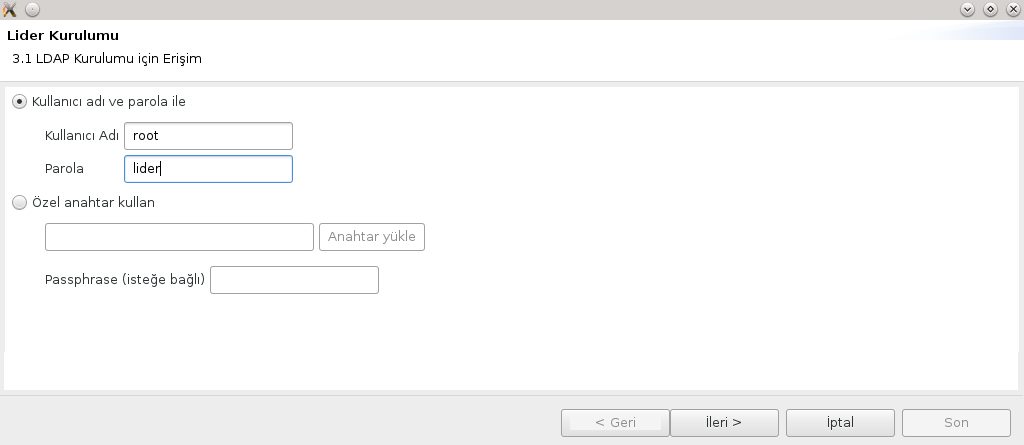 Lider Kurulumu
3.1 LDAP Kurulumu için Erişim
Kullanıcı adı ve parola ile
Kullanıcı Adı root
Parola lider
Özel anahtar kullan
Anahtar yükle
Passphrase (isteğe bağlı)
< Geri İleri > İptal Son